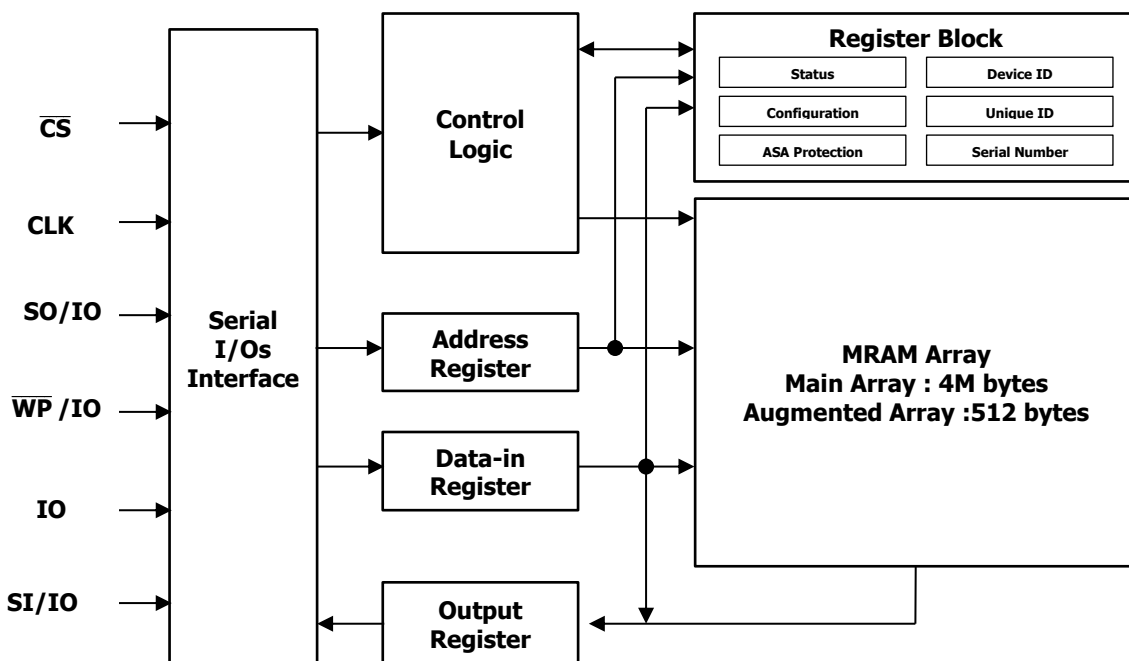 CS
CLK
SO/IO
WP /IO
IO
SI/IO
Serial
I/Os
Interface
Control
Logic
Address
Register
Data-in
Register
Output
Register
Register Block
Status
Device ID
Configuration
Unique ID
ASA Protection
Serial Number
MRAM Array
Main Array : 4M bytes
Augmented Array :512 bytes